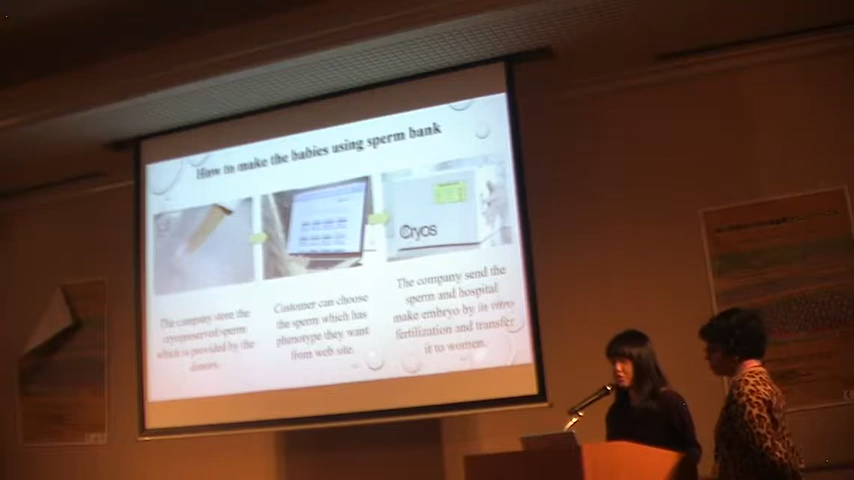 How to make the babies using sperm bank
Cryos
The company store the
cryopreserved sperm
which is provided by the
donors.
Customer can choose
the sperm which has
phenotype they want
from web site.
The company send the
sperm and hospital
make embryo by in vitro
fertilization and transfer
it to women.